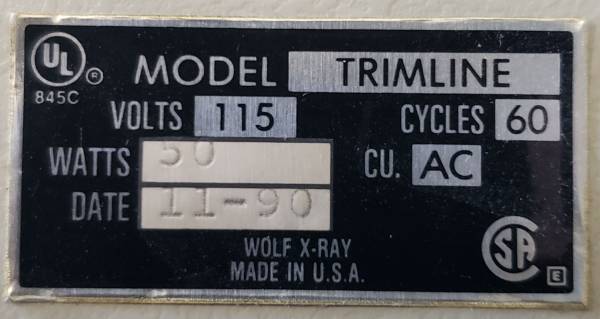 UL ® MODEL TRIMLINE
845C
VOLTS 115 CYCLES 60
WATTS 50 CU. AC
DATE 11-90
WOLF X-RAY
MADE IN U.S.A.
SA E